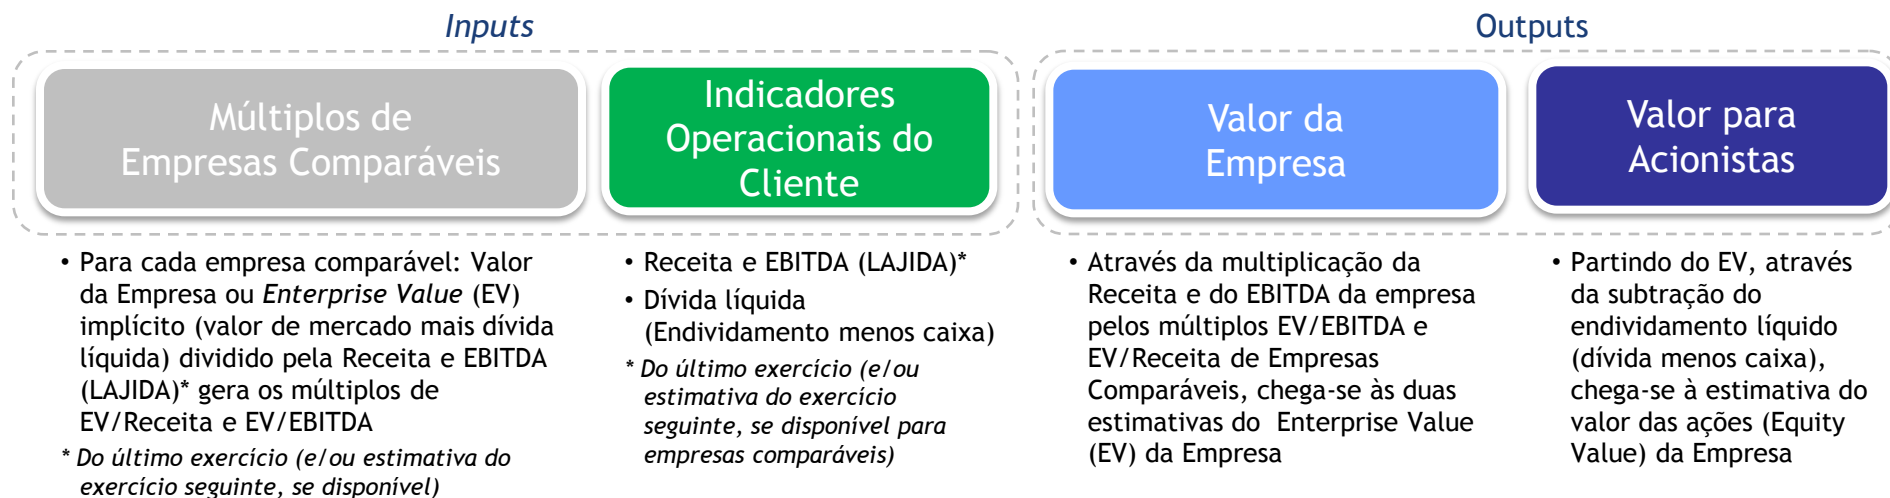 Inputs
Outputs
Múltiplos de
Empresas Comparáveis
Indicadores
Operacionais do
Cliente
Valor da
Empresa
Valor para
Acionistas
• Para cada empresa comparável: Valor
da Empresa ou Enterprise Value (EV)
implícito (valor de mercado mais dívida
líquida) dividido pela Receita e EBITDA
(LAJIDA)* gera os múltiplos de
EV/Receita e EV/EBITDA
* Do último exercício (e/ou estimativa do
exercício seguinte, se disponível)
• Receita e EBITDA (LAJIDA)*
• Dívida líquida
(Endividamento menos caixa)
* Do último exercício (e/ou
estimativa do exercício
seguinte, se disponível para
empresas comparáveis)
• Através da multiplicação da
Receita e do EBITDA da empresa
pelos múltiplos EV/EBITDA e
EV/Receita de Empresas
Comparáveis, chega-se às duas
estimativas do Enterprise Value
(EV) da Empresa
• Partindo do EV, através
da subtração do
endividamento líquido
(dívida menos caixa),
chega-se à estimativa do
valor das ações (Equity
Value) da Empresa